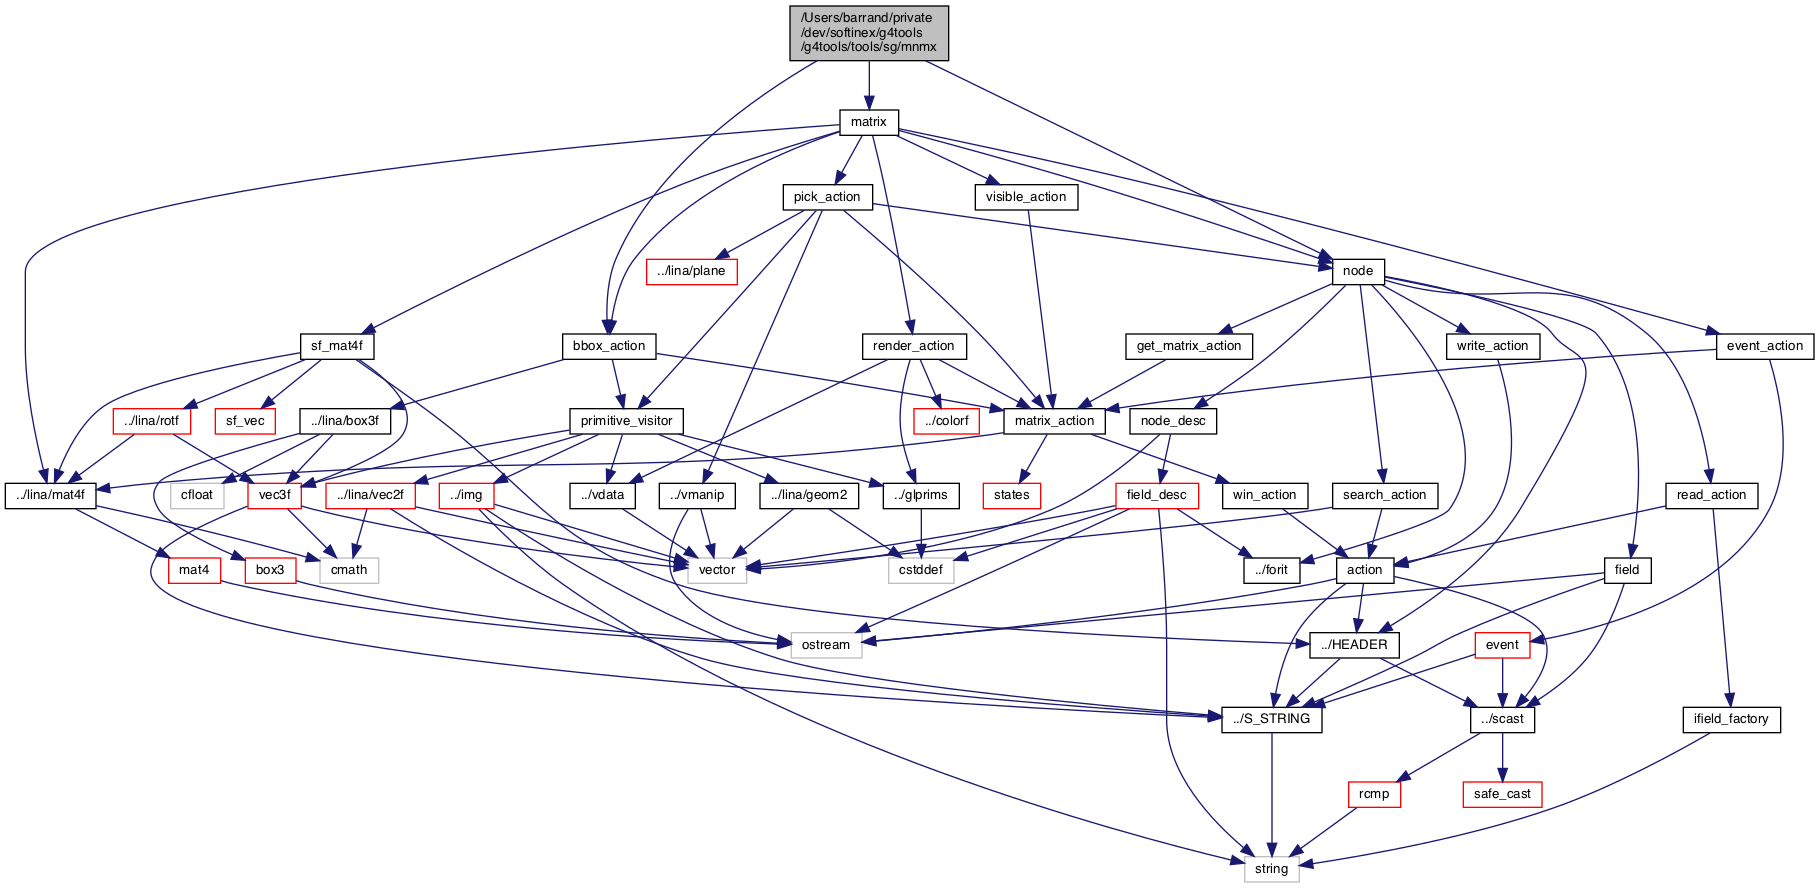 /Users/barrand/private
/dev/softinex/g4tools
/g4tools/tools/sg/mnmx
matrix
pick_action
visible_action
../lina/plane
node
sf_mat4f
bbox_action
render_action
get_matrix_action
write_action
event_action
../lina/rotf
sf_vec
../lina/box3f
primitive_visitor
../colorf
matrix_action
node_desc
../lina/mat4f
cfloat
vec3f
../lina/vec2f
../img
../vdata
../vmanip
../lina/geom2
../glprims
states
field_desc
win_action
search_action
read_action
mat4
box3
cmath
vector
cstddef
../forit
action
field
ostream
../HEADER
event
../S_STRING
../scast
ifield_factory
rcmp
safe_cast
string